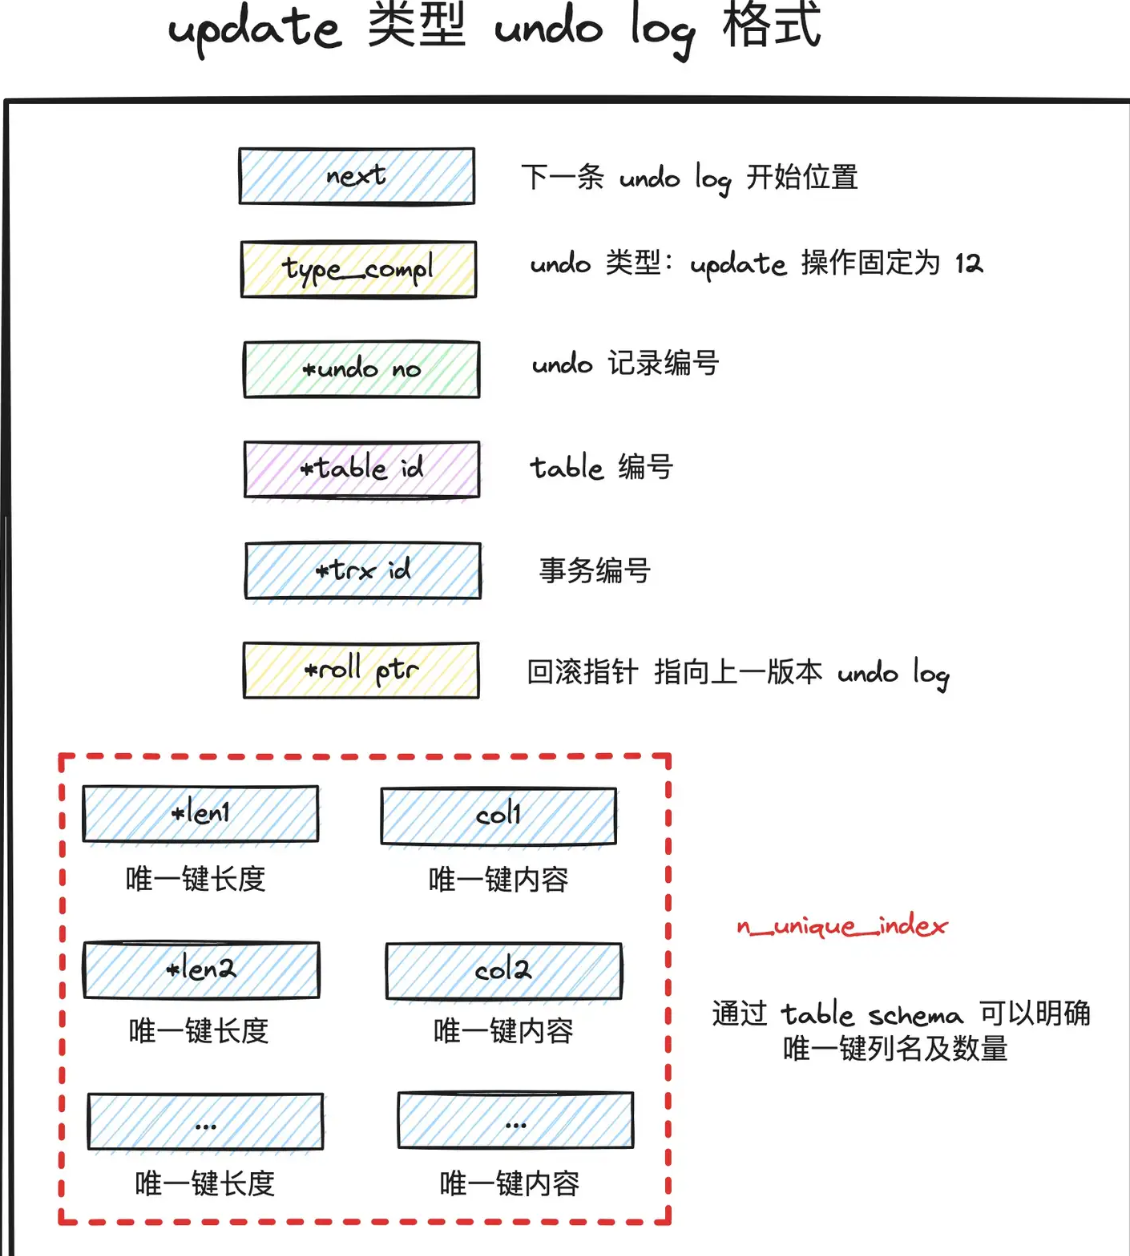 update 类型 undo log 格式
next 下一条 undo log 开始位置
type_compl undo 类型：update 操作固定为 12
*undo no undo 记录编号
*table id table 编号
*trx id 事务编号
*roll ptr 回滚指针 指向上一版本 undo log
*len1 col1
唯一键长度 唯一键内容
*len2 col2
唯一键长度 唯一键内容
... ...
唯一键长度 唯一键内容
n_unique_index
通过 table schema 可以明确
唯一键列名及数量